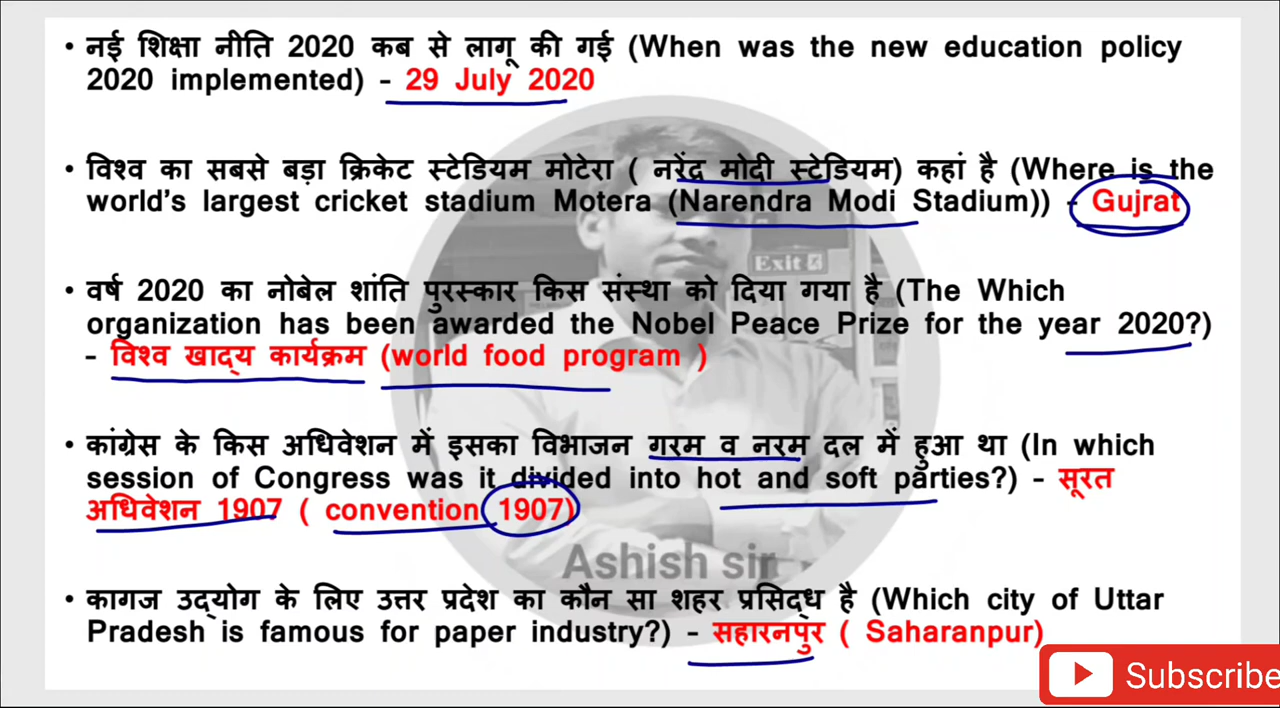 • नई शिक्षा नीति 2020 कब से लागू की गई (When was the new education policy
2020 implemented) - 29 July 2020
• विश्व का सबसे बड़ा क्रिकेट स्टेडियम मोटेरा ( नरेंद मोदी स्टेडियम) कहां है (Where is the
world's largest cricket stadium Motera (Narendra Modi Stadium)) - Gujrat
Exit
• वर्ष 2020 का नोबेल शांति पुरस्कार किस संस्था को दिया गया है (The Which
organization has been awarded the Nobel Peace Prize for the year 2020?)
- विश्व खाद्य कार्यक्रम (world food program )
• कांग्रेस के किस अधिवेशन में इसका विभाजन गरम व नरम दल में हुआ था (In which
session of Congress was it divided into hot and soft parties?) - सूरत
अधिवेशन 1907 ( convention 1907)
Ashish sir
• कागज उद्योग के लिए उत्तर प्रदेश का कौन सा शहर प्रसिद्ध है (Which city of Uttar
Pradesh is famous for paper industry?) - सहारनपुर ( Saharanpur)
Subscribe